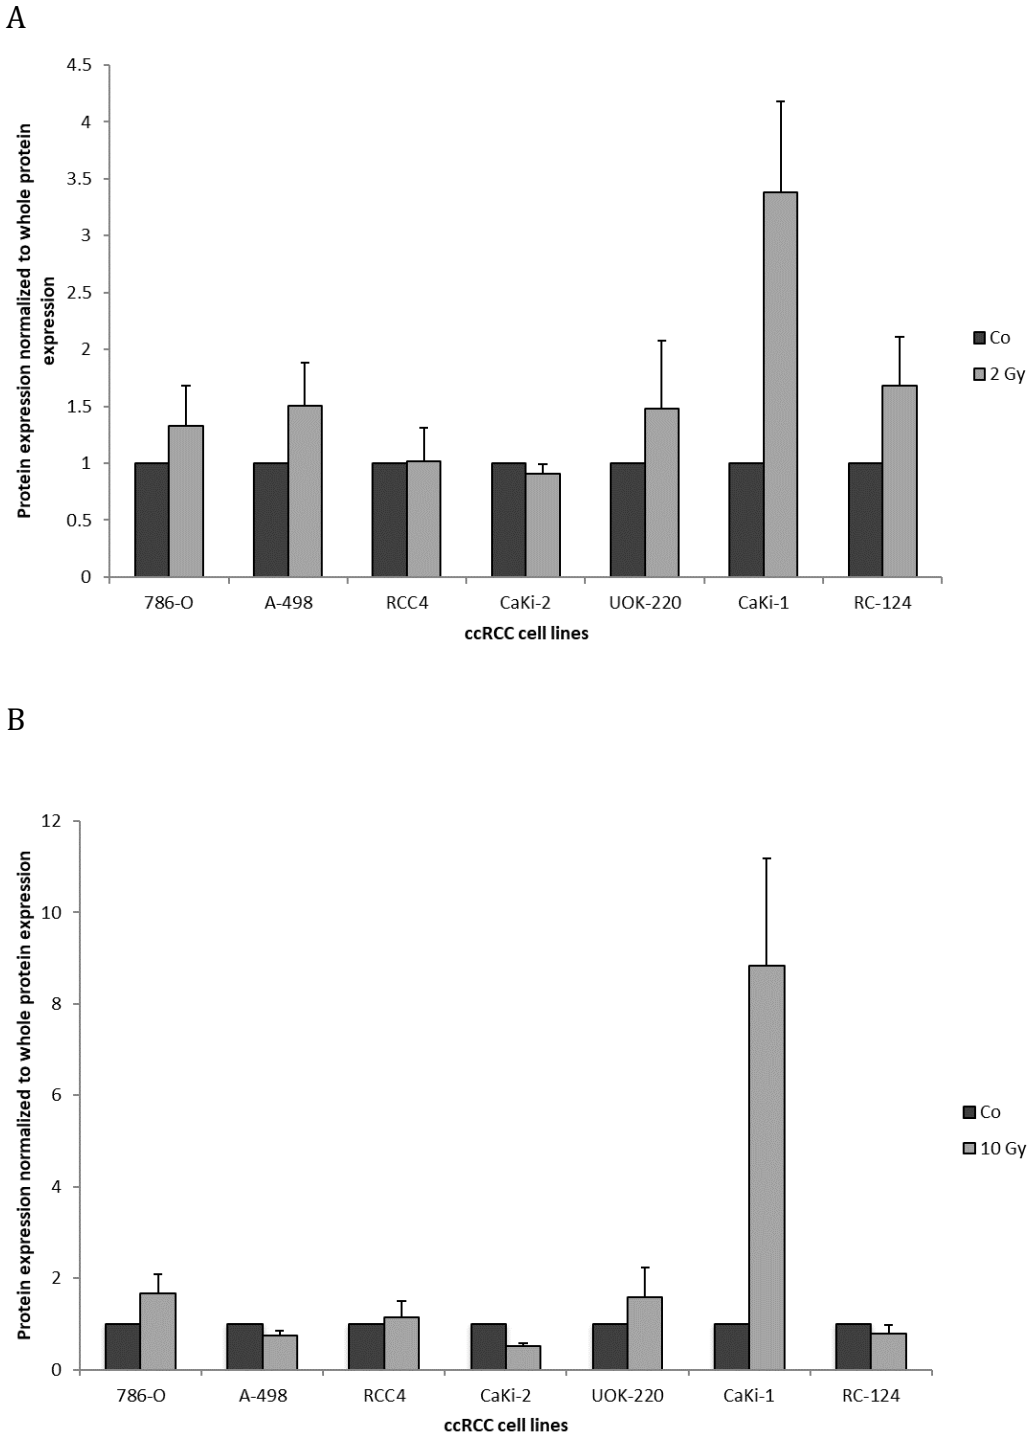 A
4.5
4
3.5
3
2.5
2
1.5
1
0.5
0
Protein expression normalized to whole protein
expression
786-O A-498 RCC4 CaKi-2 UOK-220 CaKi-1 RC-124
ccRCC cell lines
Co
2 Gy
B
12
10
8
6
4
2
0
Protein expression normalized to whole protein expression
786-O A-498 RCC4 CaKi-2 UOK-220 CaKi-1 RC-124
ccRCC cell lines
Co
10 Gy